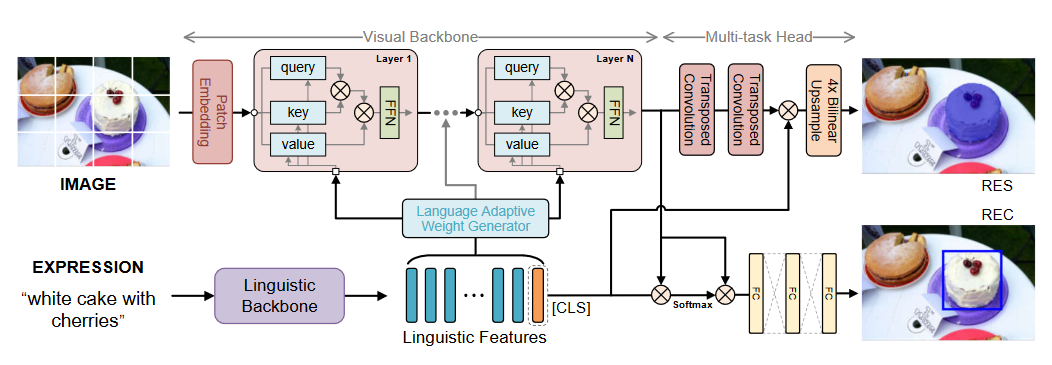 Visual Backbone
Multi-task Head
Layer 1
Layer N
query
key
value
FFN
query
key
value
FFN
Patch
Embedding
Transposed
Convolution
Transposed
Convolution
4x Bilinear
Upsample
IMAGE
RES
REC
Language Adaptive
Weight Generator
EXPRESSION
“white cake with
cherries”
Linguistic
Backbone
[CLS]
Linguistic Features
Softmax
FC
FC
FC